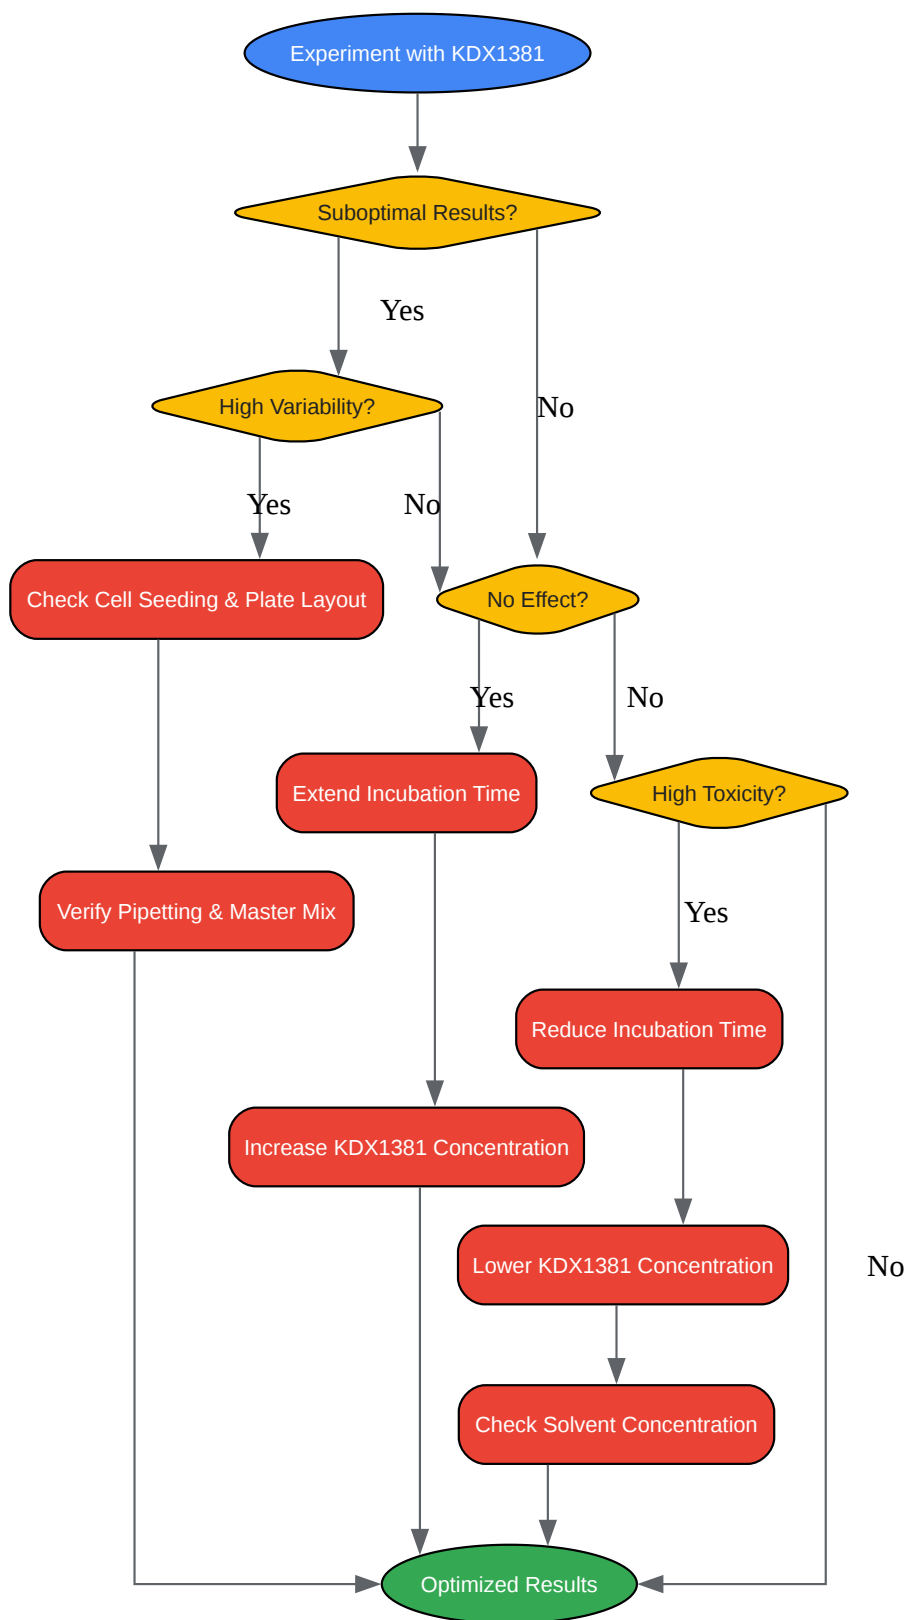 Experiment with KDX1381
Suboptimal Results?
Yes
High Variability?
No
Yes
No
Check Cell Seeding & Plate Layout
No Effect?
Yes
No
Extend Incubation Time
High Toxicity?
Verify Pipetting & Master Mix
Yes
Reduce Incubation Time
Increase KDX1381 Concentration
Lower KDX1381 Concentration
No
Check Solvent Concentration
Optimized Results